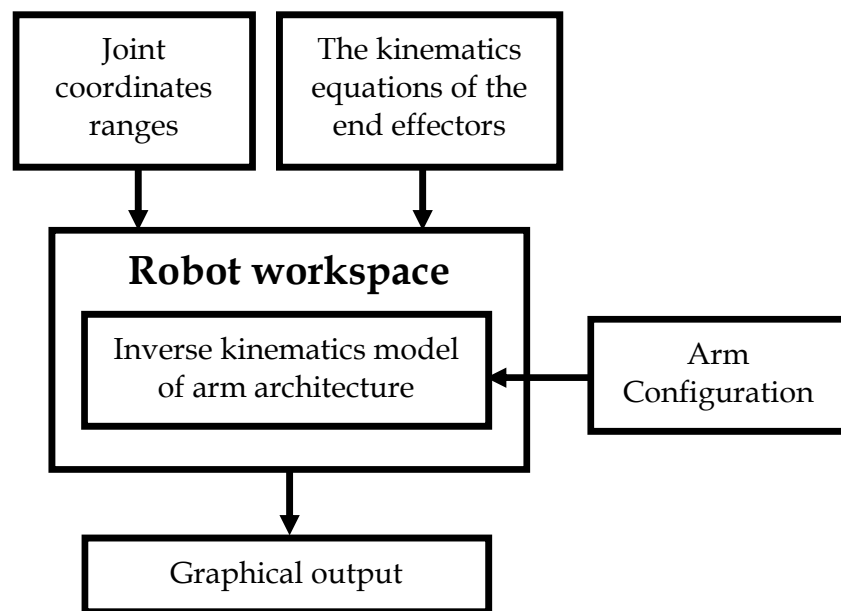 Joint
coordinates
ranges
The kinematics
equations of the
end effectors
Robot workspace
Inverse kinematics model
of arm architecture
Arm
Configuration
Graphical output